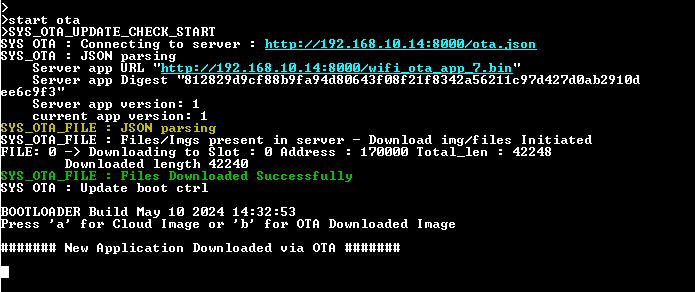 >
>start ota
>SYS_OTA_UPDATE_CHECK_START
SYS OTA : Connecting to server : http://192.168.10.14:8000/ota.json
SYS_OTA : JSON parsing
Server app URL "http://192.168.10.14:8000/wifi_ota_app_7.bin"
Server app Digest "812829d9cf88b9fa94d80643f08f21f8342a56211c97d427d0ab2910d
ee6c9f3"
Server app version: 1
current app version: 1
SYS_OTA_FILE : JSON parsing
SYS_OTA_FILE : Files/Imgs present in server - Download img/files Initiated
FILE: 0 —> Downloading to Slot : 0 Address : 170000 Total_len : 42248
Downloaded length 42240
SYS_OTA_FILE : Files Downloaded Successfully
SYS OTA : Update boot ctrl
BOOTLOADER Build May 10 2024 14:32:53
Press 'a' for Cloud Image or 'b' for OTA Downloaded Image
####### New Application Downloaded via OTA #######